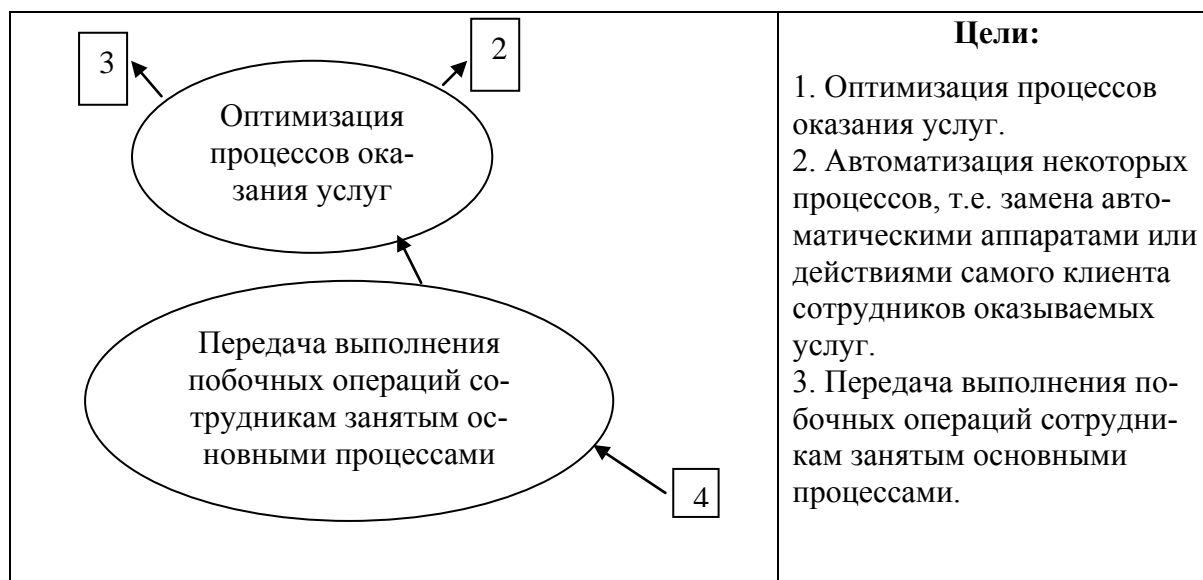 3
2
Оптимизация
процессов ока-
зания услуг
Передача выполнения
побочных операций со-
трудникам занятым ос-
новными процессами
4
Цели:
1. Оптимизация процессов
оказания услуг.
2. Автоматизация некоторых
процессов, т.е. замена авто-
матическими аппаратами или
действиями самого клиента
сотрудников оказываемых
услуг.
3. Передача выполнения по-
бочных операций сотрудни-
кам занятым основными
процессами.